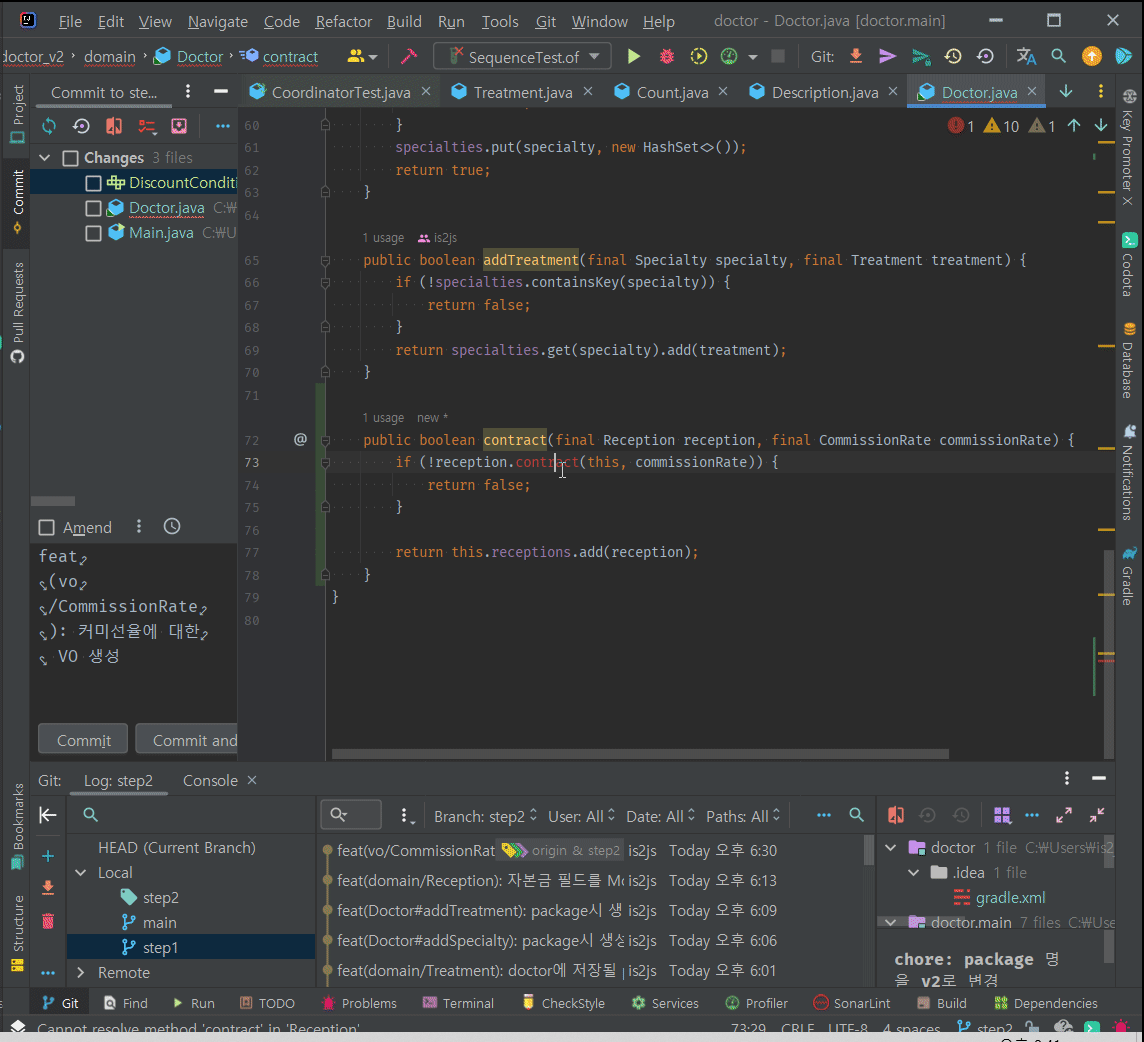 File Edit View Navigate Code Refactor Build Run Tools Git Window Help doctor - Doctor.java [doctor.main]
doctor_v2 domain Doctor contract SequenceTest.of Git:
Commit to ste...
CoordinatorTest.java Treatment.java Count.java Description.java Doctor.java
Project
Commit
Pull Requests
Bookmarks
Structure
Changes 3 files
DiscountConditi
Doctor.java C:₩
Main.java C:₩U
Amend
feat
(vo
/CommissionRate
): 커미션율에 대한
VO 생성
Commit Commit and
1 10 1
60 }
61 specialties.put(specialty, new HashSet<>());
62 return true;
63 }
64
1 usage is2js
65 public boolean addTreatment(final Specialty specialty, final Treatment treatment) {
66 if (!specialties.containsKey(specialty)) {
67 return false;
68 }
69 return specialties.get(specialty).add(treatment);
70 }
71
1 usage new *
72 @ public boolean contract(final Reception reception, final CommissionRate commissionRate) {
73 if (!reception.contract(this, commissionRate)) {
74 return false;
75 }
76
77 return this.receptions.add(reception);
78 }
79 }
80
Key Promoter X
Codota
Database
Notifications
Gradle
Git: Log: step2 Console
HEAD (Current Branch)
Local
step2
main
step1
Remote
Branch: step2 User: All Date: All Paths: All
feat(vo/CommissionRat origin & step2 is2js Today 오후 6:30
feat(domain/Reception): 자본금 필드를 Mo is2js Today 오후 6:13
feat(Doctor#addTreatment): package시 생 is2js Today 오후 6:09
feat(Doctor#addSpecialty): package시 생성 is2js Today 오후 6:06
feat(domain/Treatment): doctor에 저장될 is2js Today 오후 6:01
doctor 1 file C:₩Users₩is2
.idea 1 file
gradle.xml
doctor.main 7 files C:₩Use
chore: package 명
을 v2로 변경
Git Find Run TODO Problems Terminal CheckStyle Services Profiler SonarLint Build Dependencies
Cannot resolve method 'contract' in 'Reception' 73:29 CRLF UTF-8 4 spaces step2